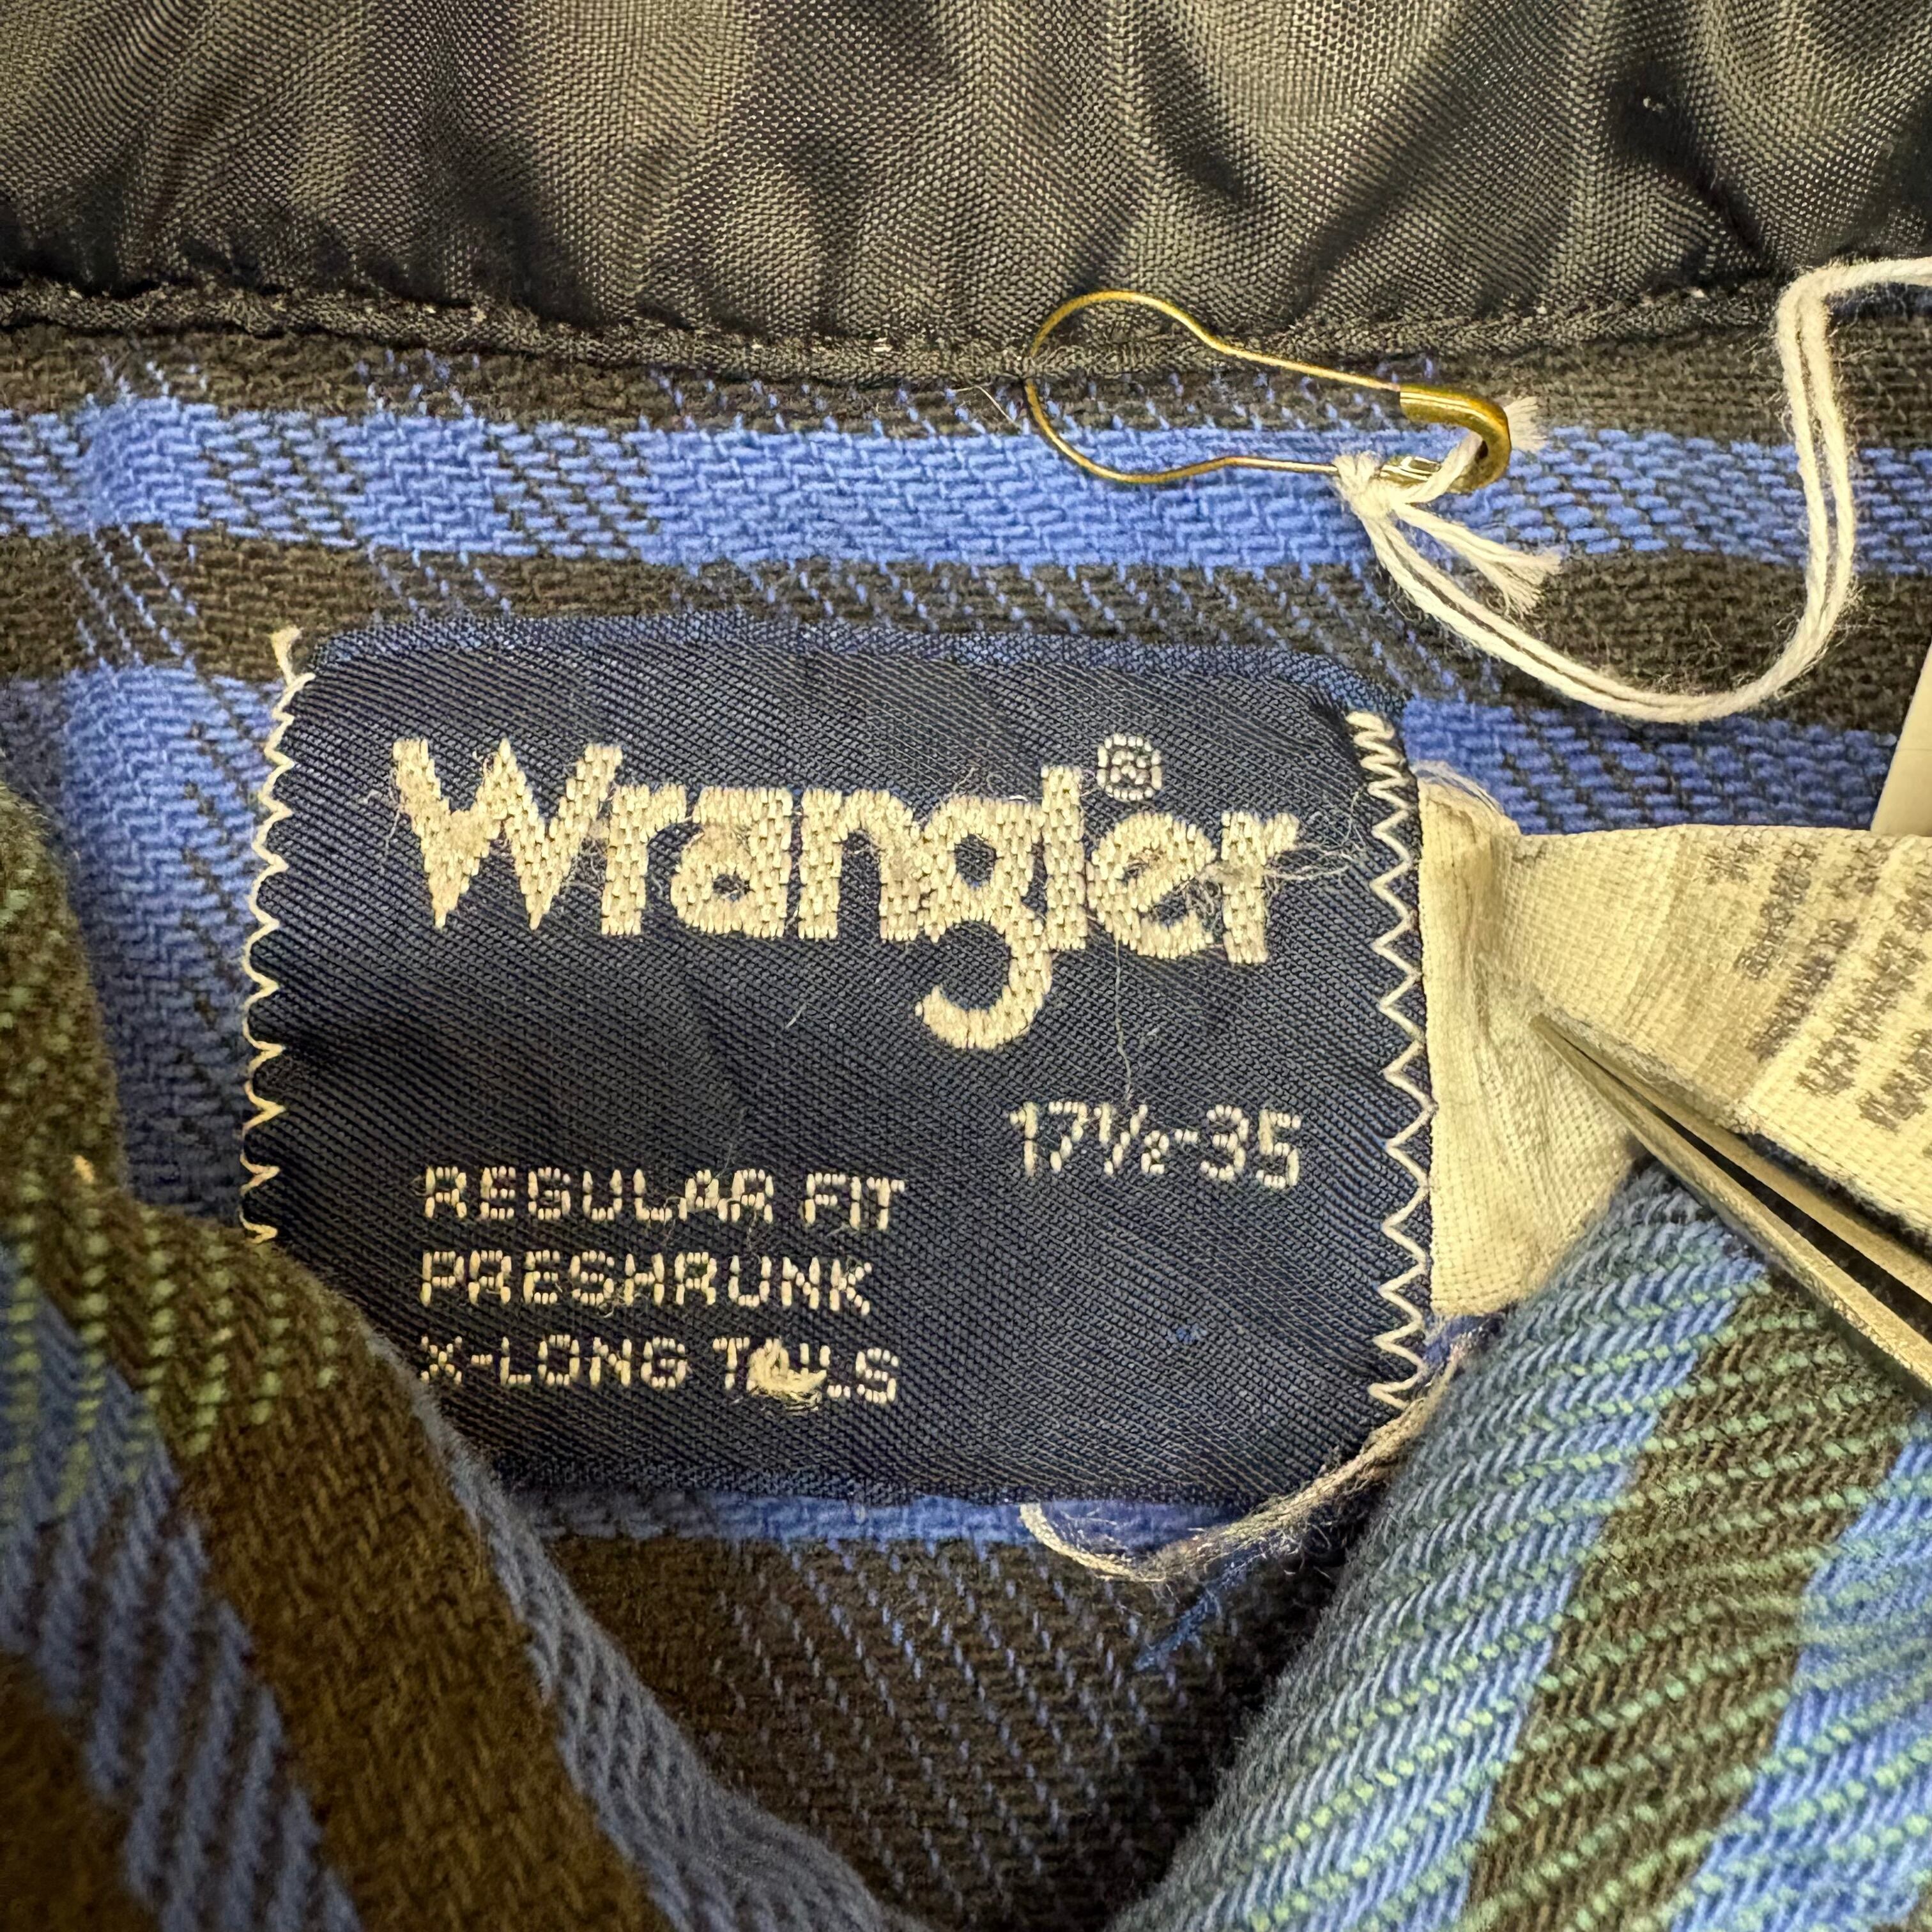 Wrangler®
17½-35
REGULAR FIT
PRESHRUNK
X-LONG TAILS